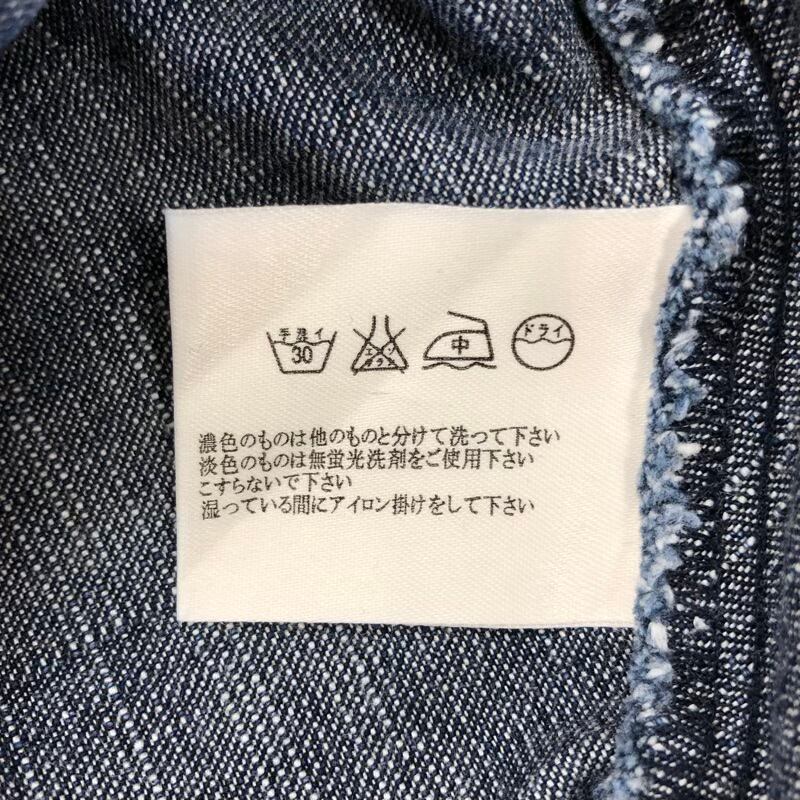 手洗イ 30 エンソ サラシ 中 ドライ
濃色のものは他のものと分けて洗って下さい
淡色のものは無蛍光洗剤をご使用下さい
こすらないで下さい
湿っている間にアイロン掛けをして下さい